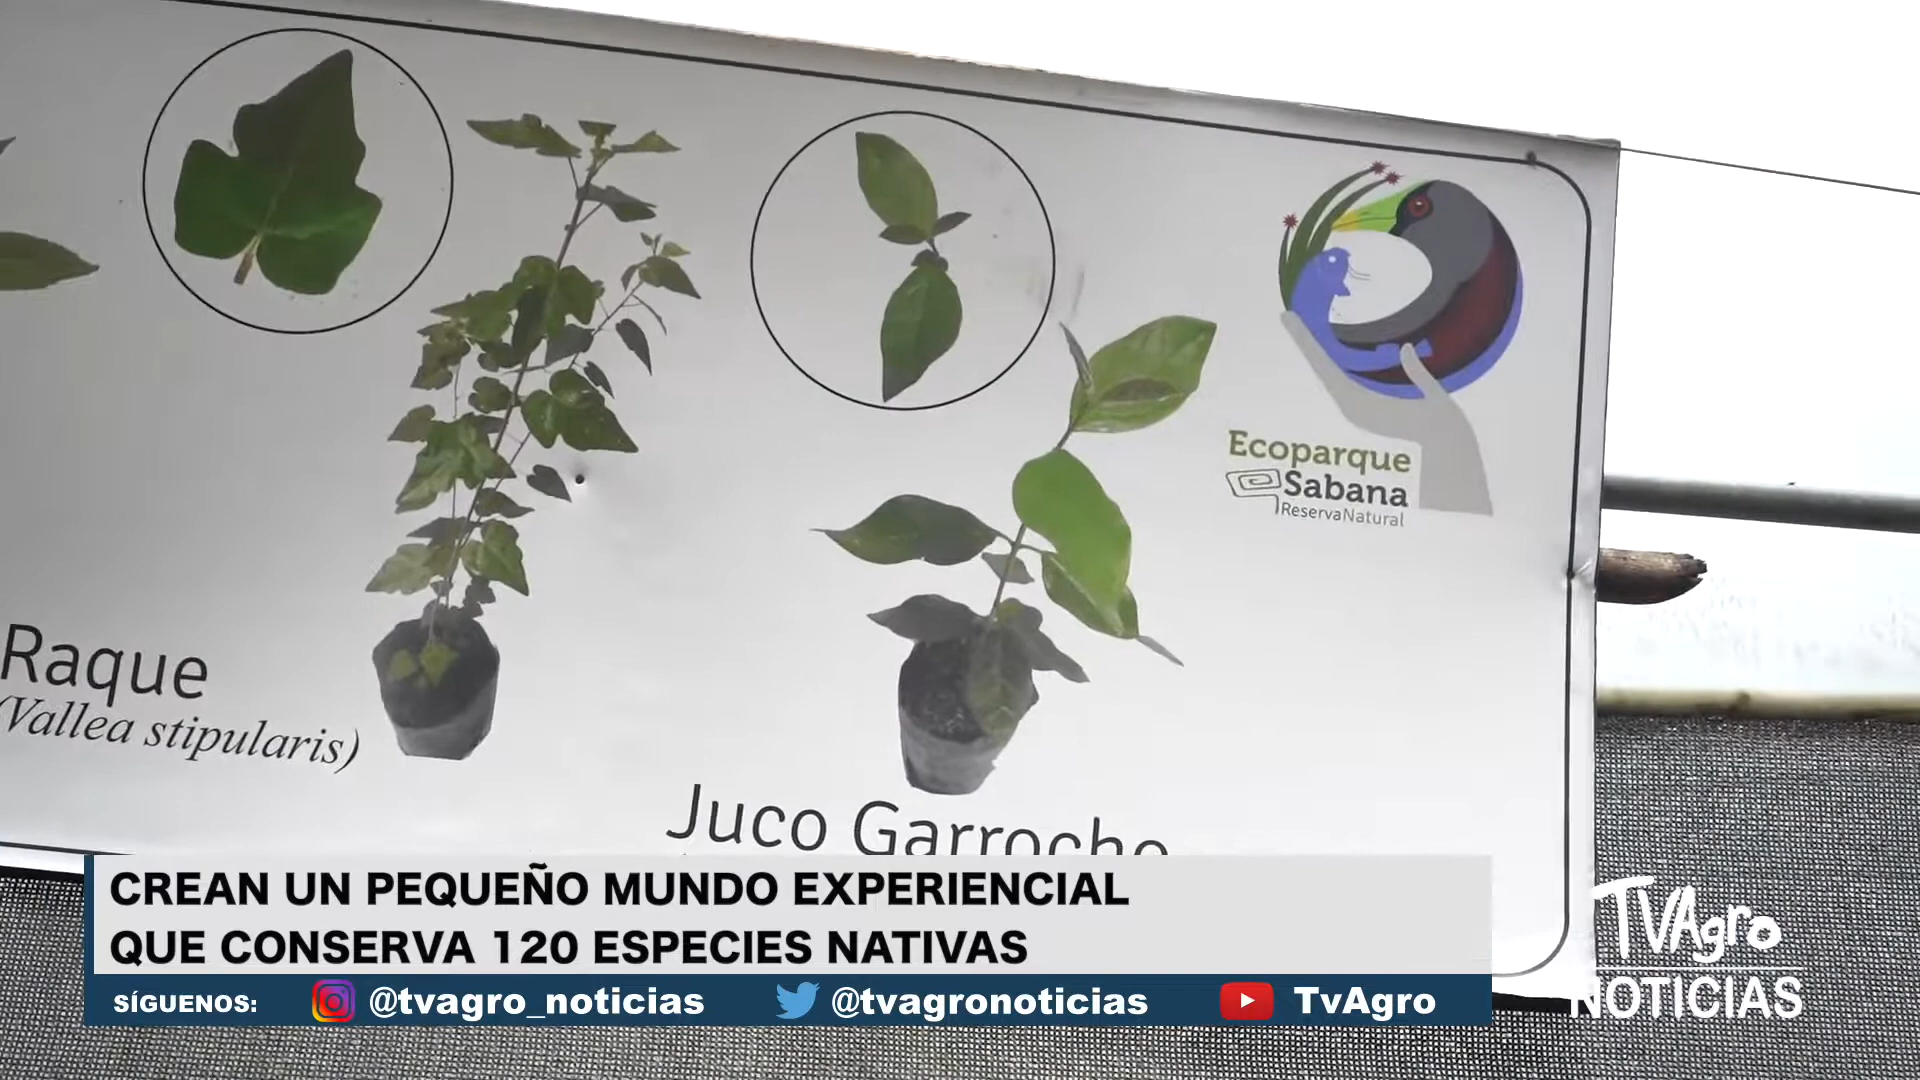 Ecoparque
Sabana
ReservaNatural
Raque
(Vallea stipularis)
Juco Garroche
CREAN UN PEQUEÑO MUNDO EXPERIENCIAL
QUE CONSERVA 120 ESPECIES NATIVAS
SÍGUENOS: @tvagro_noticias @tvagronoticias TvAgro
TVAgro
NOTICIAS